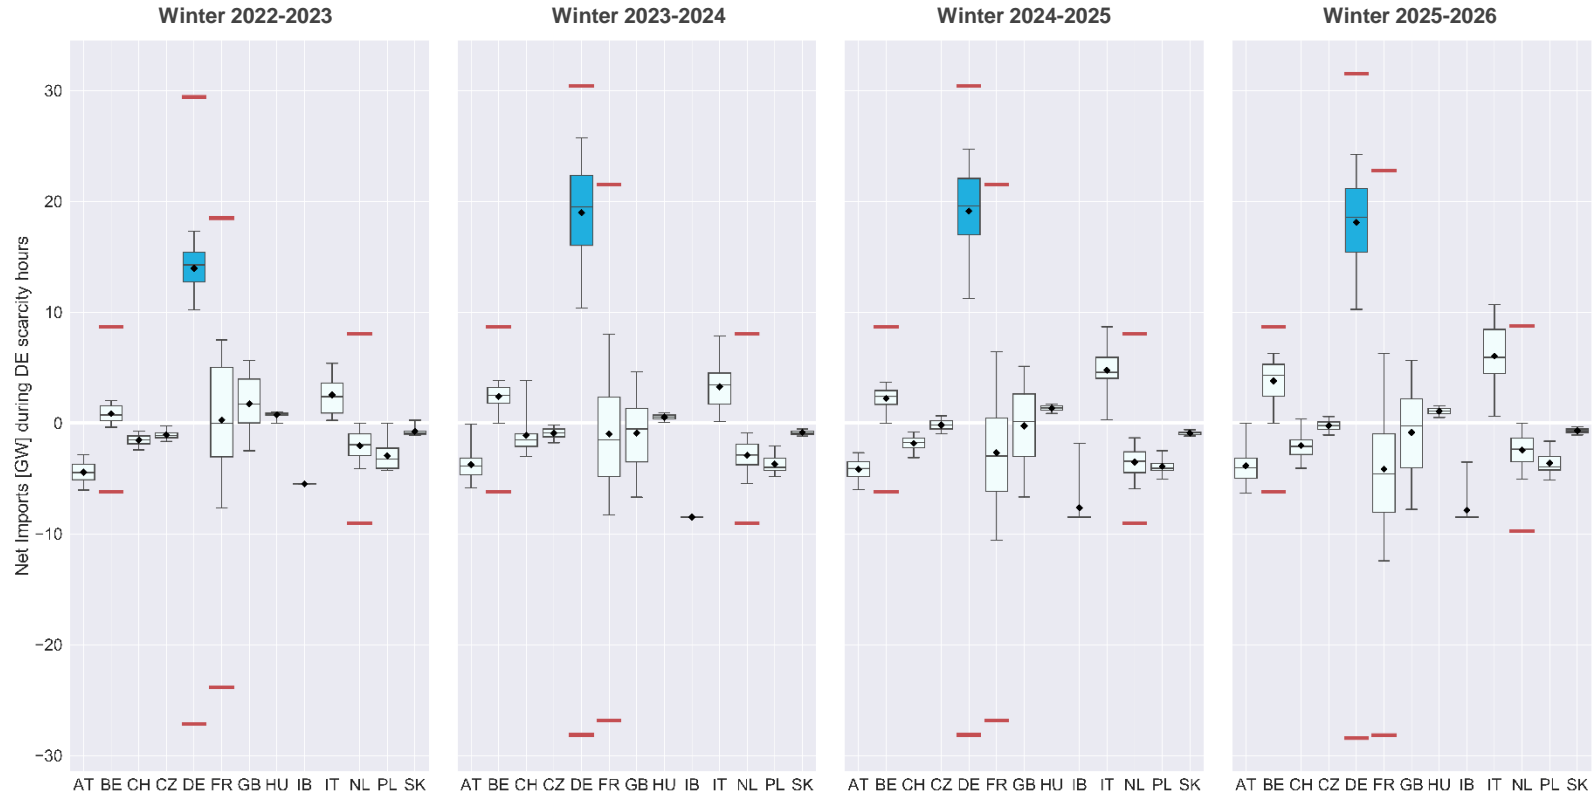 Winter 2022-2023 Winter 2023-2024 Winter 2024-2025 Winter 2025-2026
Net Imports [GW] during DE scarcity hours
30
20
10
0
−10
−20
−30
AT BE CH CZ DE FR GB HU IB IT NL PL SK AT BE CH CZ DE FR GB HU IB IT NL PL SK AT BE CH CZ DE FR GB HU IB IT NL PL SK AT BE CH CZ DE FR GB HU IB IT NL PL SK